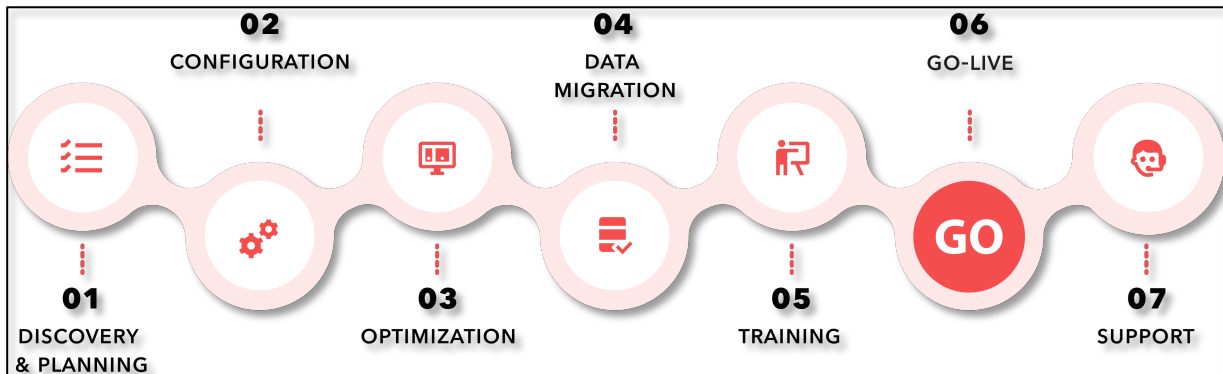 01
DISCOVERY
& PLANNING
02
CONFIGURATION
03
OPTIMIZATION
04
DATA
MIGRATION
05
TRAINING
06
GO-LIVE
GO
07
SUPPORT